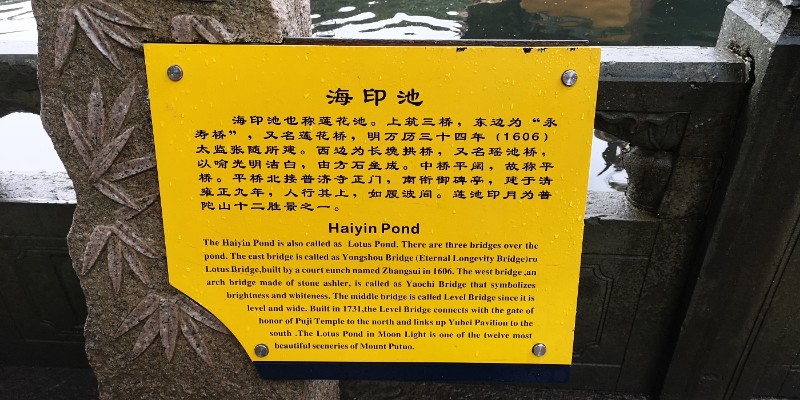 海印池
海印池也称莲花池。上筑三桥，东边为“永
寿桥”，又名莲花桥，明万历三十四年（1606）
太监张随所建。西边为长堍拱桥，又名瑶池桥，
以喻光明洁白，由方石垒成。中桥平阔，故称平
桥。平桥北接普济寺正门，南衔御碑亭，建于清
雍正九年，人行其上，如履波间。莲池印月为普
陀山十二胜景之一。
Haiyin Pond
The Haiyin Pond is also called as Lotus Pond. There are three bridges over the
pond. The east bridge is called Yongshou Bridge (Eternal Longevity Bridge)ru
Lotus Bridge,built by a court eunch named Zhangsui in 1606. The west bridge ,an
arch bridge made of stone ashler, is called as Yaochi Bridge that symbolizes
brightness and whiteness. The middle bridge is called Level Bridge since it is
level and wide. Built in 1731,the Level Bridge connects with the gate of
honor of Puji Temple to the north and links up Yubei Pavilion to the
south .The Lotus Pond in Moon Light is one of the twelve most
beautiful sceneries of Mount Putuo.